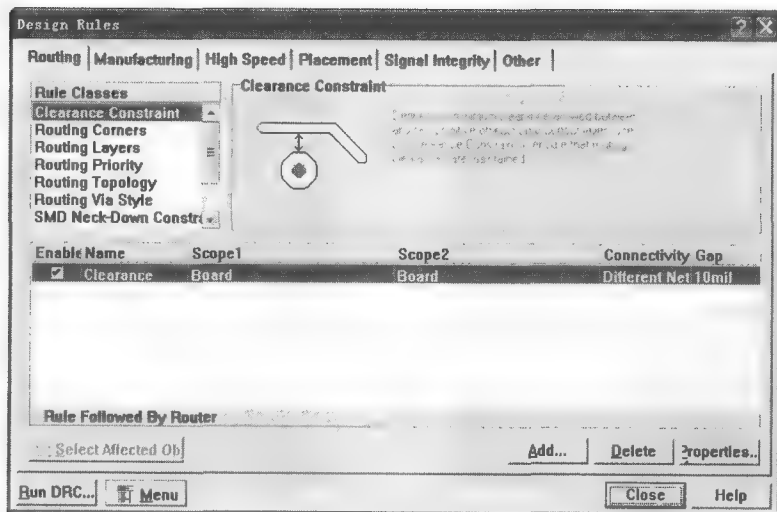 Design Rules
Routing Manufacturing High Speed Placement Signal Integrity Other
Rule Classes
Clearance Constraint
Routing Corners
Routing Layers
Routing Priority
Routing Topology
Routing Via Style
SMD Neck-Down Constra
Clearance Constraint
Enable Name Scope1 Scope2 Connectivity Gap
Clearance Board Board Different Net 10mil
Rule Followed By Router
Select Affected Ob
Add... Delete Properties..
Run DRC... Menu Close Help